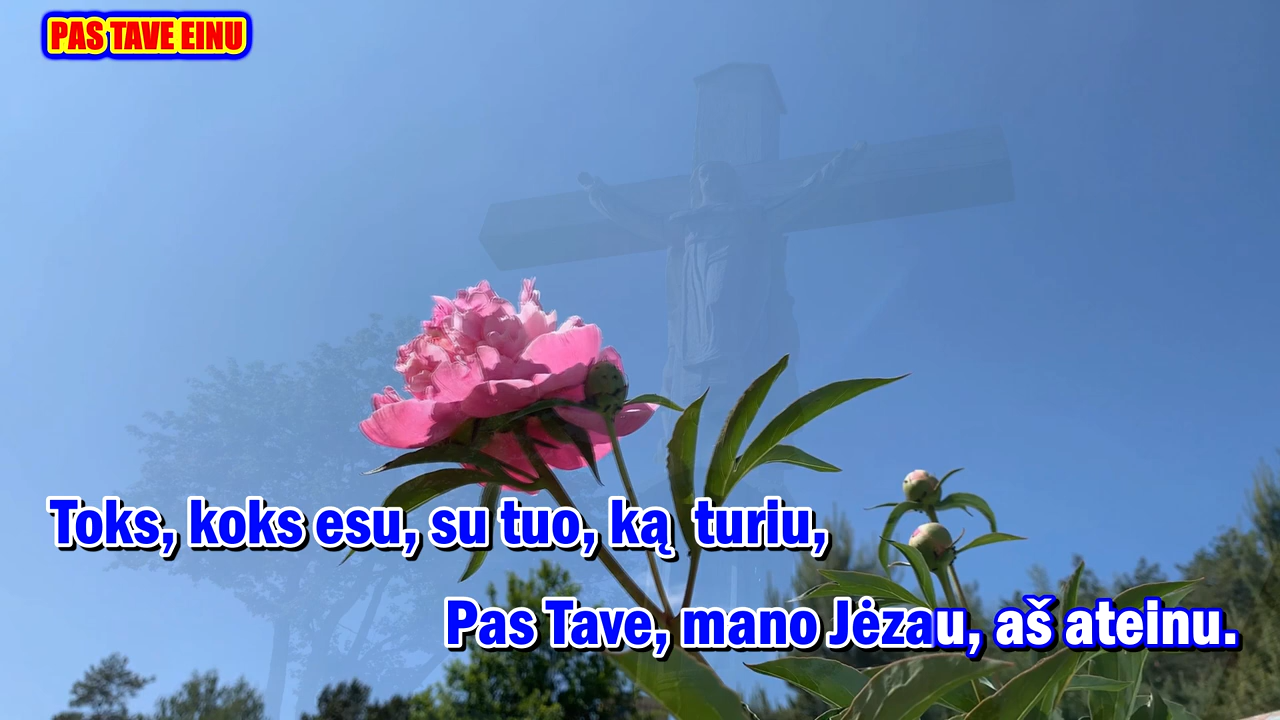 PAS TAVE EINU
Toks, koks esu, su tuo, ką turiu,
Pas Tave, mano Jėzau, aš ateinu.